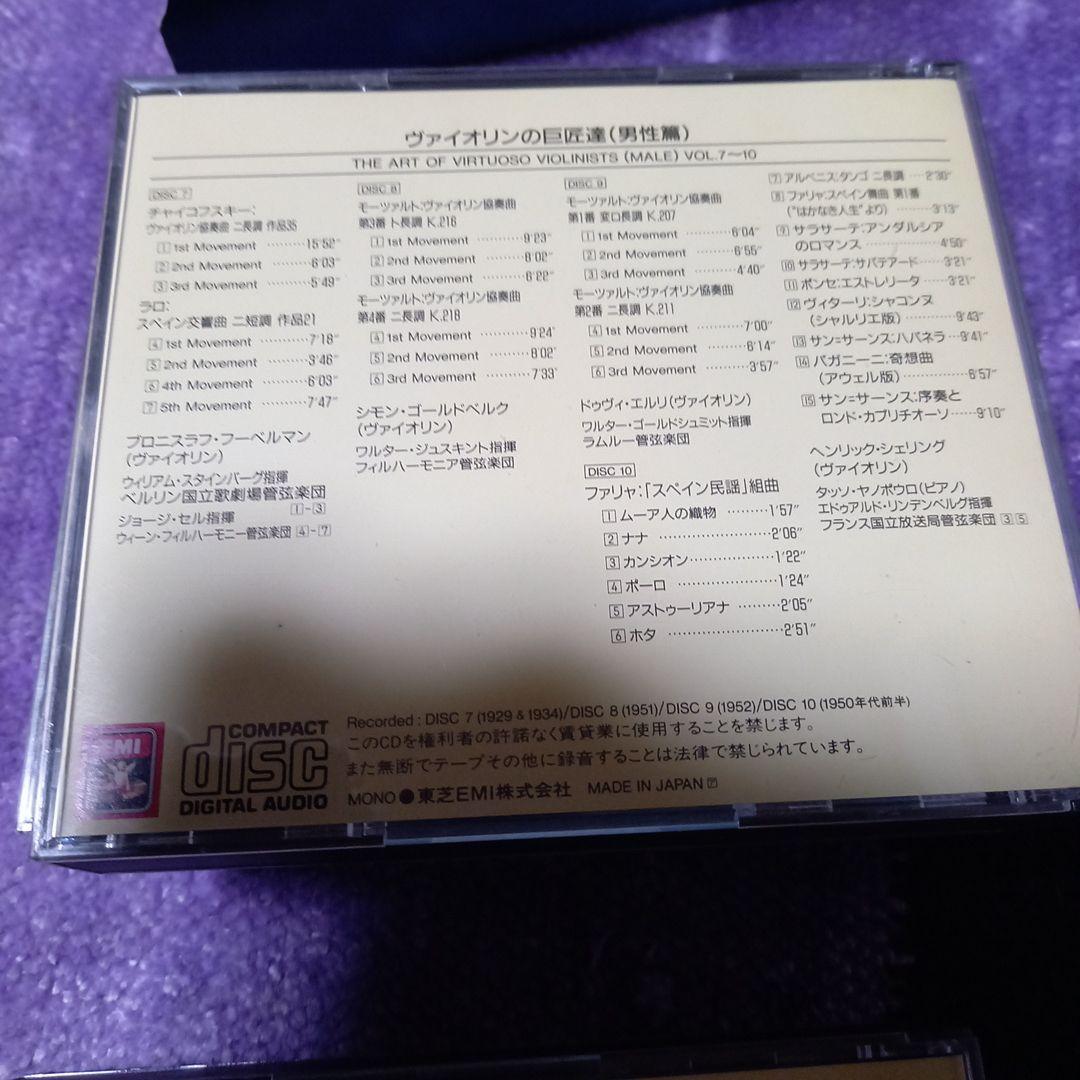 ヴァイオリンの巨匠達(男性篇)
THE ART OF VIRTUOSO VIOLINISTS (MALE) VOL.7〜10
DISC 7
チャイコフスキー:
ヴァイオリン協奏曲 ニ長調 作品35
1 1st Movement ………15'52"
2 2nd Movement ………6'03"
3 3rd Movement ………5'49"
ラロ:
スペイン交響曲 ニ短調 作品21
4 1st Movement ………7'18"
5 2nd Movement ………3'46"
6 4th Movement ………6'03"
7 5th Movement ………7'47"
ブロニスラフ・フーベルマン
(ヴァイオリン)
ウィリアム・スタインバーグ指揮
ベルリン国立歌劇場管弦楽団
1-3
ジョージ・セル指揮
ウィーン・フィルハーモニー管弦楽団 4-7
DISC 8
モーツァルト:ヴァイオリン協奏曲
第3番 ト長調 K.216
1 1st Movement ………9'23"
2 2nd Movement ………8'02"
3 3rd Movement ………6'22"
モーツァルト:ヴァイオリン協奏曲
第4番 ニ長調 K.218
4 1st Movement ………9'24"
5 2nd Movement ………8'02"
6 3rd Movement ………7'33"
シモン・ゴールドベルク
(ヴァイオリン)
ワルター・ジュスキント指揮
フィルハーモニア管弦楽団
DISC 9
モーツァルト:ヴァイオリン協奏曲
第1番 変ロ長調 K.207
1 1st Movement ………6'04"
2 2nd Movement ………6'55"
3 3rd Movement ………4'40"
モーツァルト:ヴァイオリン協奏曲
第2番 ニ長調 K.211
4 1st Movement ………7'00"
5 2nd Movement ………6'14"
6 3rd Movement ………3'57"
ドゥヴィ・エルリ(ヴァイオリン)
ワルター・ゴールドシュミット指揮
ラムルー管弦楽団
DISC 10
ファリャ:「スペイン民謡」組曲
1 ムーア人の織物 ………1'57"
2 ナナ ………2'06"
3 カンシオン………1'22"
4 ポーロ ………1'24"
5 アストゥーリアナ ………2'05"
6 ホタ ………2'51"
7 アルベニス:タンゴ ニ長調 …2'30"
8 ファリャ:スペイン舞曲 第1番
("はかなき人生"より) ………3'13"
9 サラサーテ:アンダルシア
のロマンス ………4'50"
10 サラサーテ:サパテアード……3'21"
11 ポンセ:エストレリータ ………3'21"
12 ヴィターリ:シャコンヌ
(シャルリエ版) ………9'43"
13 サン=サーンス:ハバネラ …9'41"
14 パガニーニ:奇想曲
(アウェル版) ………6'57"
15 サン=サーンス:序奏と
ロンド・カプリチオーソ……9'10"
ヘンリック・シェリング
(ヴァイオリン)
タッソ・ヤノポウロ(ピアノ)
エドゥアルド・リンデンベルグ指揮
フランス国立放送局管弦楽団 3 5
Recorded : DISC 7 (1929 & 1934)/DISC 8 (1951)/DISC 9 (1952)/DISC 10 (1950年代前半)
このCDを権利者の許諾なく賃貸業に使用することを禁じます。
また無断でテープその他に録音することは法律で禁じられています。
MONO ●東芝EMI株式会社 MADE IN JAPAN Ⓟ
EMI
COMPACT
disc
DIGITAL AUDIO